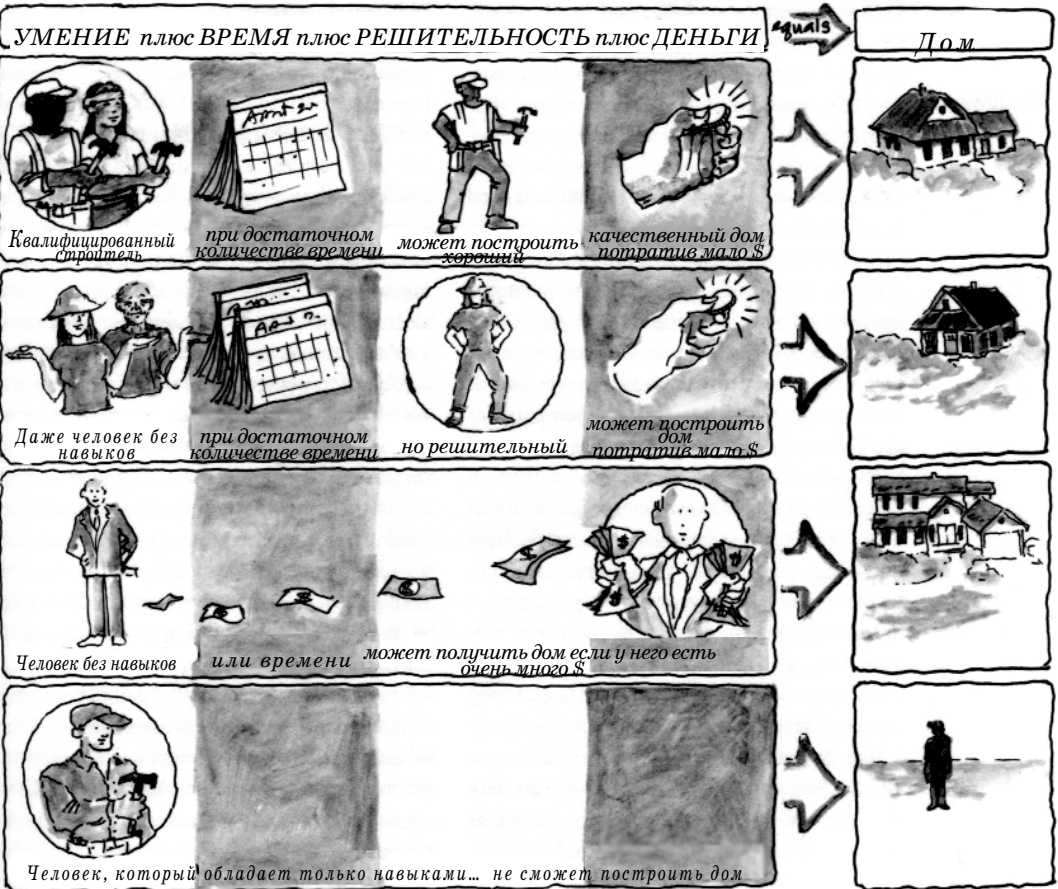 УМЕНИЕ плюс ВРЕМЯ плюс РЕШИТЕЛЬНОСТЬ плюс ДЕНЬГИ
equals
Дом
Квалифицированный
строитель
при достаточном
количестве времени
может построить
хороший
качественный дом
потратив мало $
Даже человек без
навыков
при достаточном
количестве времени
но решительный
может построить
дом
потратив мало $
$
$
$
$
$
$
$
$
Человек без навыков
или времени
может получить дом если у него есть
очень много $
Человек, который обладает только навыками... не сможет построить дом